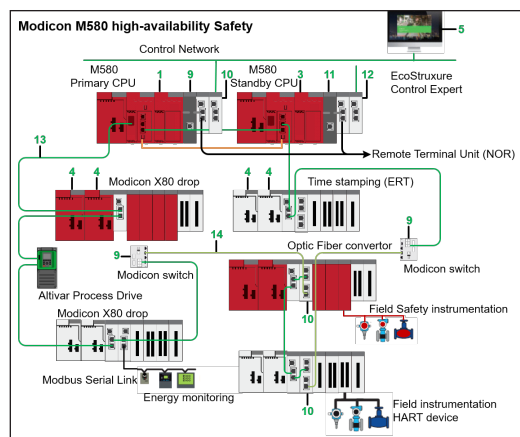 Modicon M580 high-availability Safety
Control Network
5
M580
Primary CPU
1
9
10
M580
Standby CPU
3
11
12
EcoStruxure
Control Expert
13
Remote Terminal Unit (NOR)
4
4
Modicon X80 drop
4
4
Time stamping (ERT)
14
9
Optic Fiber convertor
9
Modicon switch
Modicon switch
Altivar Process Drive
Modicon X80 drop
10
Field Safety instrumentation
Modbus Serial Link
Energy monitoring
10
Field instrumentation
HART device